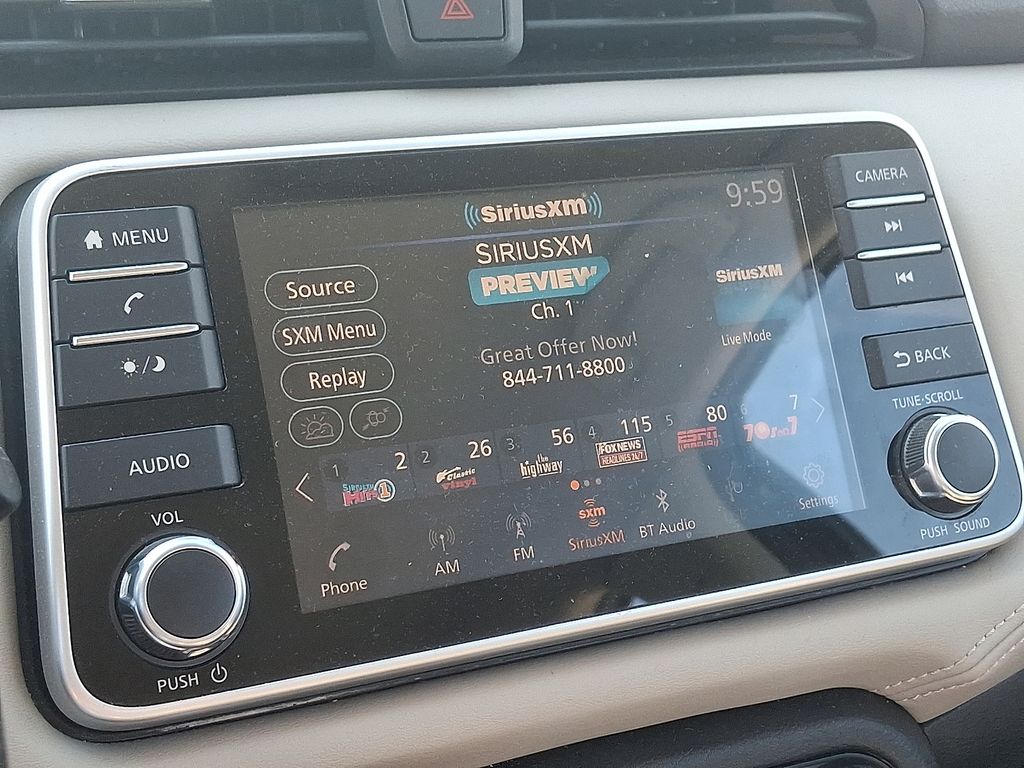 MENU
AUDIO
VOL
PUSH
SiriusXM
9:59
SIRIUSXM
PREVIEW
Ch. 1
Great Offer Now!
844-711-8800
Source
SXM Menu
Replay
SiriusXM
Live Mode
1 2
2 26
Classic
vinyl
3 56
the
highway
4 115
FOX NEWS
HEADLINES 24/7
5 80
ESPN
RADIO
6 7
70s on 7
Phone
AM
FM
sxm
SiriusXM
BT Audio
Settings
CAMERA
BACK
TUNE·SCROLL
PUSH SOUND